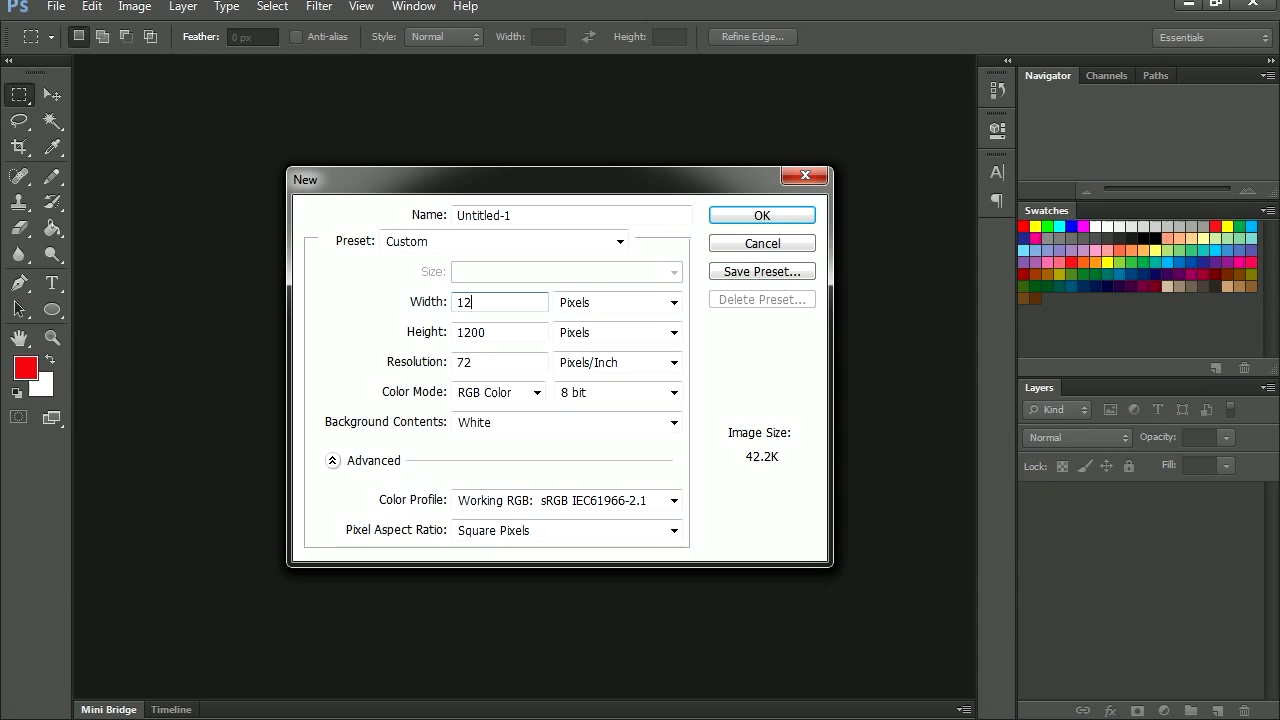 Ps File Edit Image Layer Type Select Filter View Window Help
Feather: 0 px Anti-alias Style: Normal Width: Height: Refine Edge... Essentials
Navigator Channels Paths
New
Name: Untitled-1 OK
Preset: Custom Cancel
Size: Save Preset...
Width: 12 Pixels Delete Preset...
Height: 1200 Pixels
Resolution: 72 Pixels/Inch
Color Mode: RGB Color 8 bit
Background Contents: White
Image Size:
42.2K
Advanced
Color Profile: Working RGB: sRGB IEC61966-2.1
Pixel Aspect Ratio: Square Pixels
Swatches
Layers
Kind
Normal Opacity:
Lock: Fill:
Mini Bridge Timeline